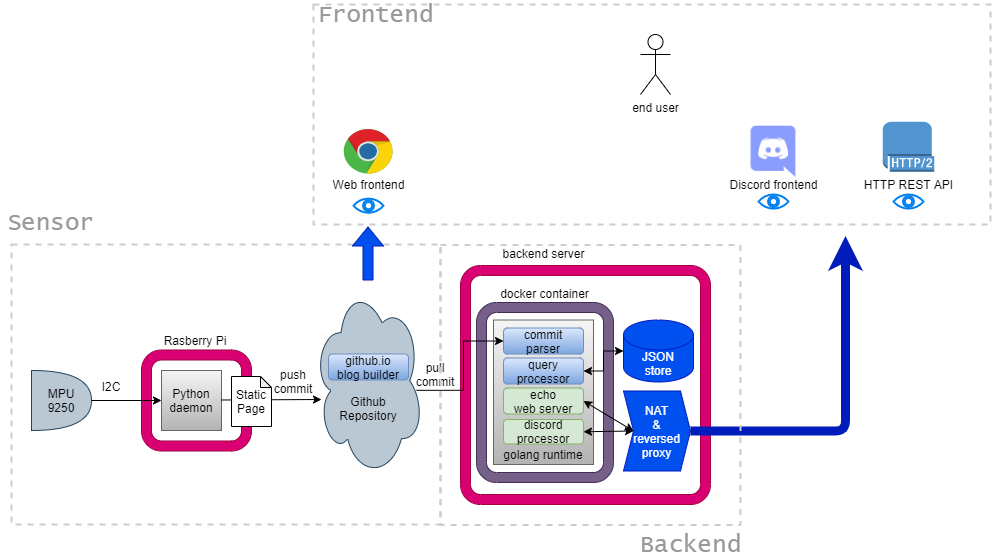 Frontend
end user
Web frontend
Discord frontend
HTTP/2
HTTP REST API
Sensor
backend server
docker container
Rasberry Pi
MPU
9250
I2C
Python
daemon
Static
Page
push
commit
github.io
blog builder
Github
Repository
pull
commit
commit
parser
query
processor
echo
web server
discord
processor
golang runtime
JSON
store
NAT
&
reversed
proxy
Backend